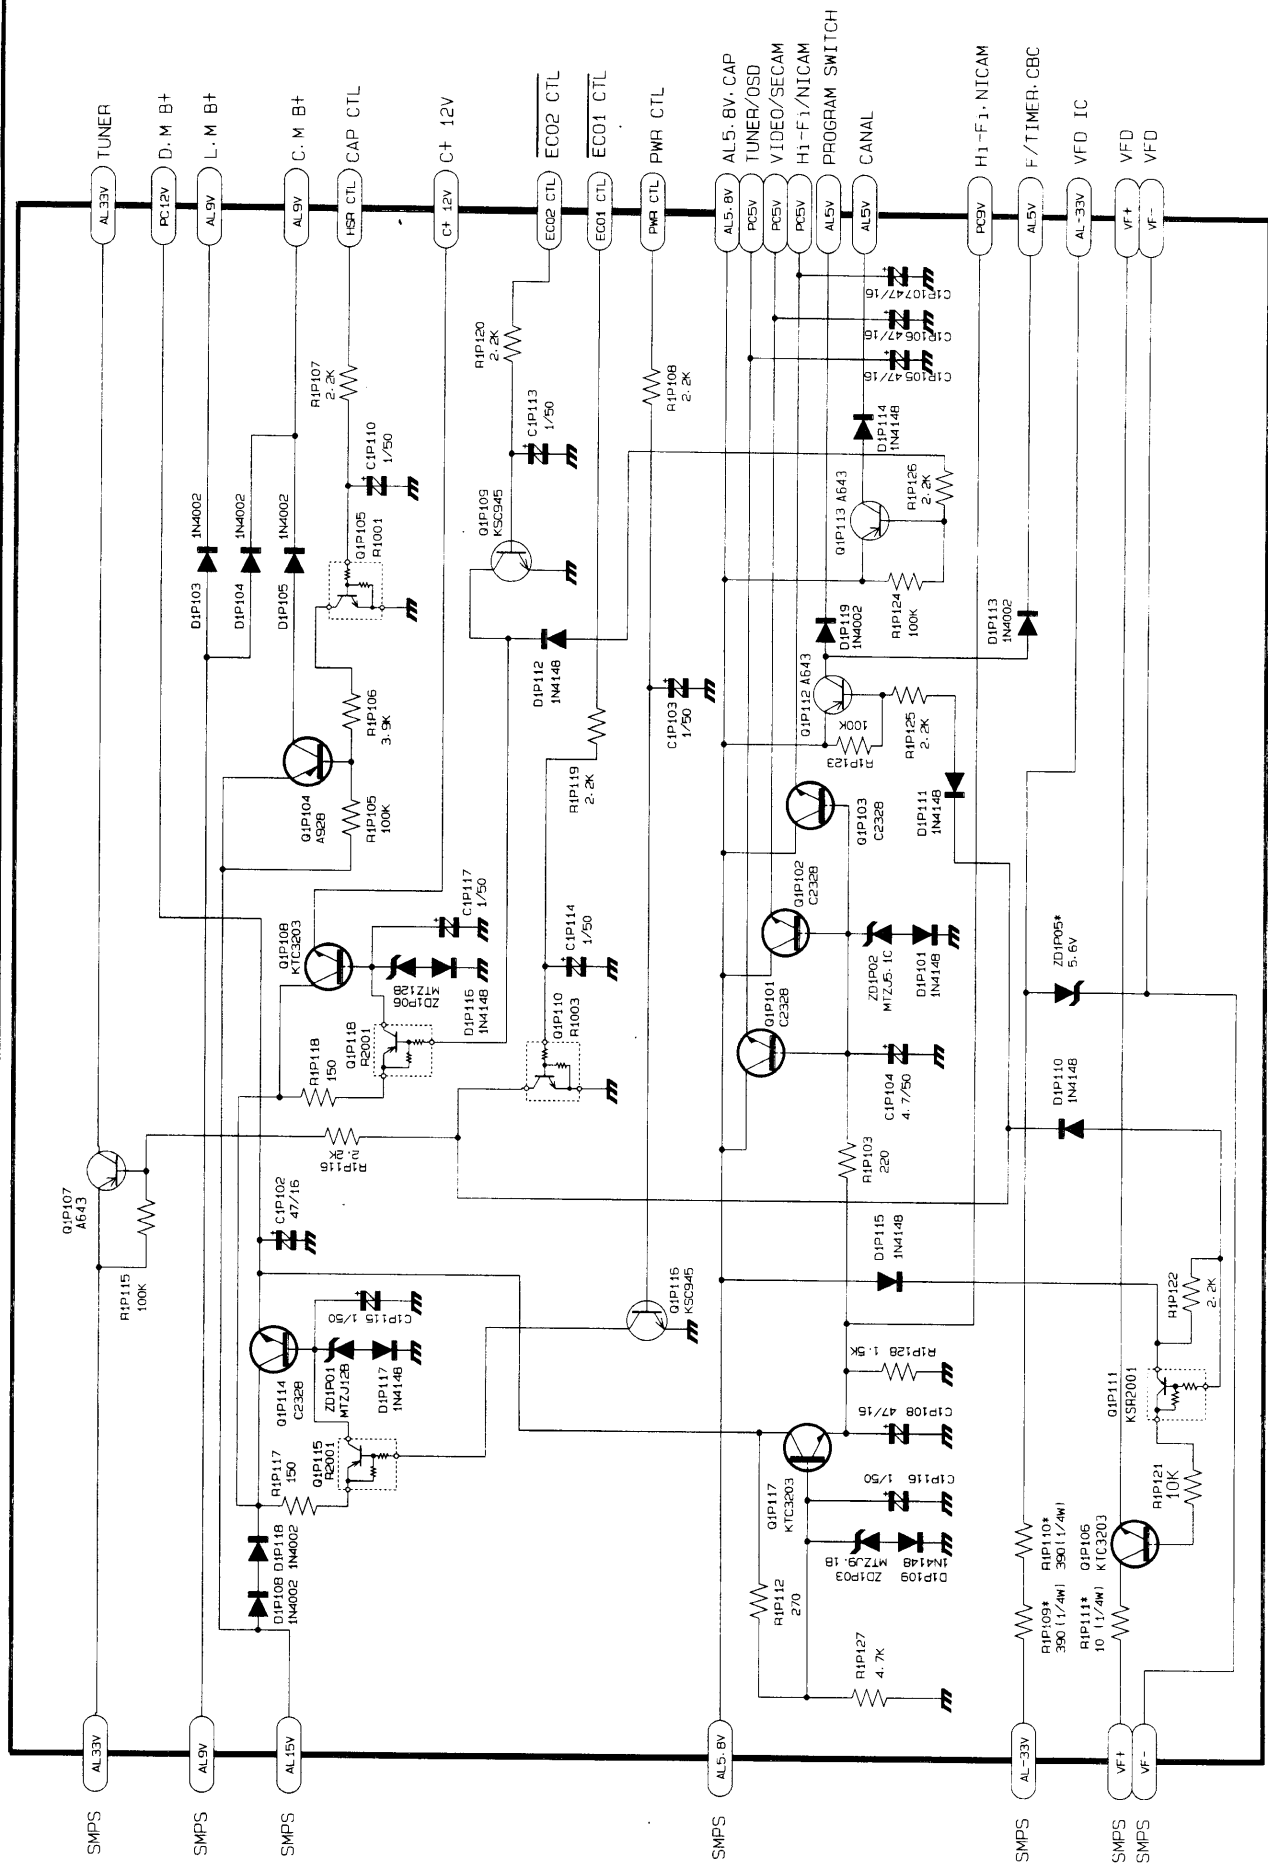 AL33V
TUNER
PC12V
D.M B+
AL9V
L.M B+
AL9V
C.M B+
HSR CTL
CAP CTL
C+ 12V
C+ 12V
ECO2 CTL
ECO2 CTL
ECO1 CTL
ECO1 CTL
PWR CTL
PWR CTL
AL5.8V
AL5.8V.CAP
PC5V
TUNER/OSD
PC5V
VIDEO/SECAM
PC5V
Hi-Fi/NICAM
AL5V
PROGRAM SWITCH
AL5V
CANAL
PC9V
Hi-Fi.NICAM
AL5V
F/TIMER.CBC
AL-33V
VFD IC
VF+
VFD
VF-
VFD
R1P107
2.2K
C1P110
1/50
Q1P105
R1001
D1P103
1N4002
D1P104
1N4002
D1P105
1N4002
R1P106
3.9K
Q1P104
A928
R1P105
100K
R1P120
2.2K
C1P113
1/50
Q1P109
KSC945
D1P112
1N4148
R1P119
2.2K
R1P108
2.2K
C1P103
1/50
C1P107 47/16
C1P106 47/16
C1P105 47/16
D1P114
1N4148
Q1P113 A643
R1P126
2.2K
R1P124
100K
D1P119
1N4002
D1P113
1N4002
Q1P112 A643
R1P123
100K
R1P125
2.2K
D1P111
1N4148
Q1P103
C2328
Q1P102
C2328
Q1P101
C2328
ZD1P02
MTZJ5.1C
D1P101
1N4148
C1P104
4.7/50
R1P103
220
ZD1P05*
5.6V
D1P110
1N4148
Q1P108
KTC3203
C1P117
1/50
ZD1P06
MTZ12B
D1P116
1N4148
Q1P118
R2001
R1P118
150
C1P114
1/50
Q1P110
R1003
R1P116
2.2K
Q1P107
A643
R1P115
100K
C1P102
47/16
C1P115 1/50
Q1P114
C2328
ZD1P01
MTZJ12B
D1P117
1N4148
R1P117
150
Q1P115
R2001
D1P108
1N4002
D1P118
1N4002
Q1P116
KSC945
D1P115
1N4148
R1P128 1.5K
C1P108 47/16
C1P116 1/50
Q1P117
KTC3203
ZD1P03
MTZJ9.1B
D1P109
1N4148
R1P112
270
R1P127
4.7K
R1P122
2.2K
Q1P111
KSR2001
R1P121
10K
Q1P106
KTC3203
R1P110*
390(1/4W)
R1P109*
390(1/4W)
R1P111*
10 (1/4W)
AL33V
SMPS
AL9V
SMPS
AL15V
SMPS
AL5.8V
SMPS
AL-33V
SMPS
VF+
SMPS
VF-
SMPS